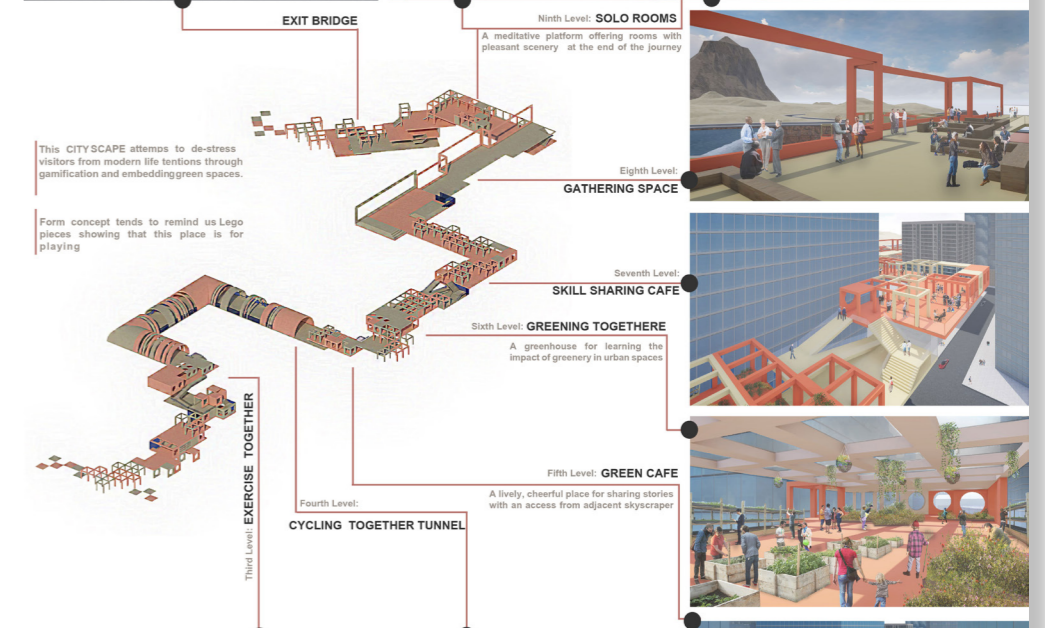 EXIT BRIDGE
Ninth Level: SOLO ROOMS
A meditative platform offering rooms with
pleasant scenery at the end of the journey
This CITYSCAPE attemps to de-stress
visitors from modern life tentions through
gamification and embeddinggreen spaces.
Form concept tends to remind us Lego
pieces showing that this place is for
playing
Eighth Level:
GATHERING SPACE
Seventh Level:
SKILL SHARING CAFE
Sixth Level: GREENING TOGETHERE
A greenhouse for learning the
impact of greenery in urban spaces
Fifth Level: GREEN CAFE
A lively, cheerful place for sharing stories
with an access from adjacent skyscraper
Fourth Level:
CYCLING TOGETHER TUNNEL
Third Level: EXERCISE TOGETHER